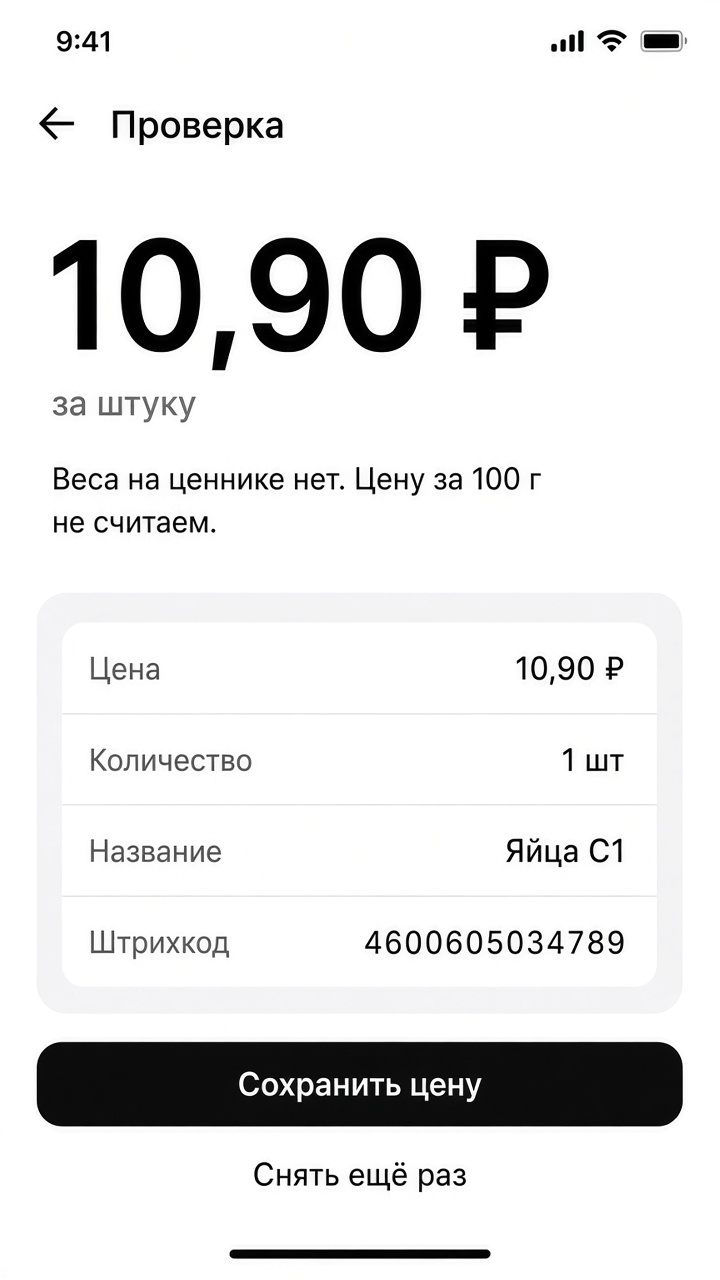 9:41
Проверка
10,90 ₽
за штуку
Веса на ценнике нет. Цену за 100 г
не считаем.
Цена 10,90 ₽
Количество 1 шт
Название Яйца С1
Штрихкод 4600605034789
Сохранить цену
Снять ещё раз